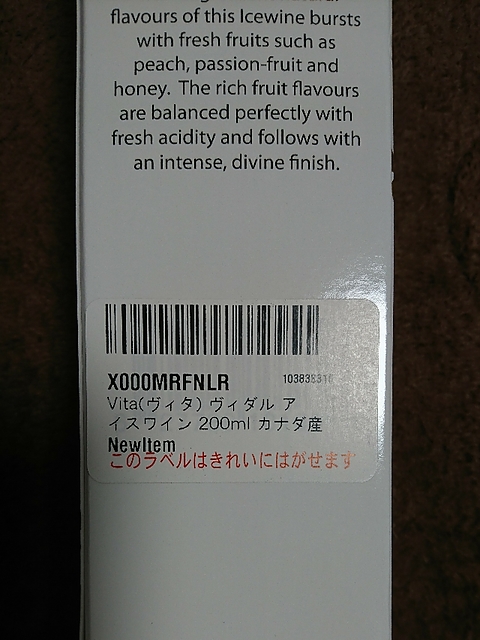 flavours of this Icewine bursts
with fresh fruits such as
peach, passion-fruit and
honey. The rich fruit flavours
are balanced perfectly with
fresh acidity and follows with
an intense, divine finish.
X000MRFNLR
Vita(ヴィタ) ヴィダル ア
イスワイン 200ml カナダ産
NewItem
このラベルはきれいにはがせます